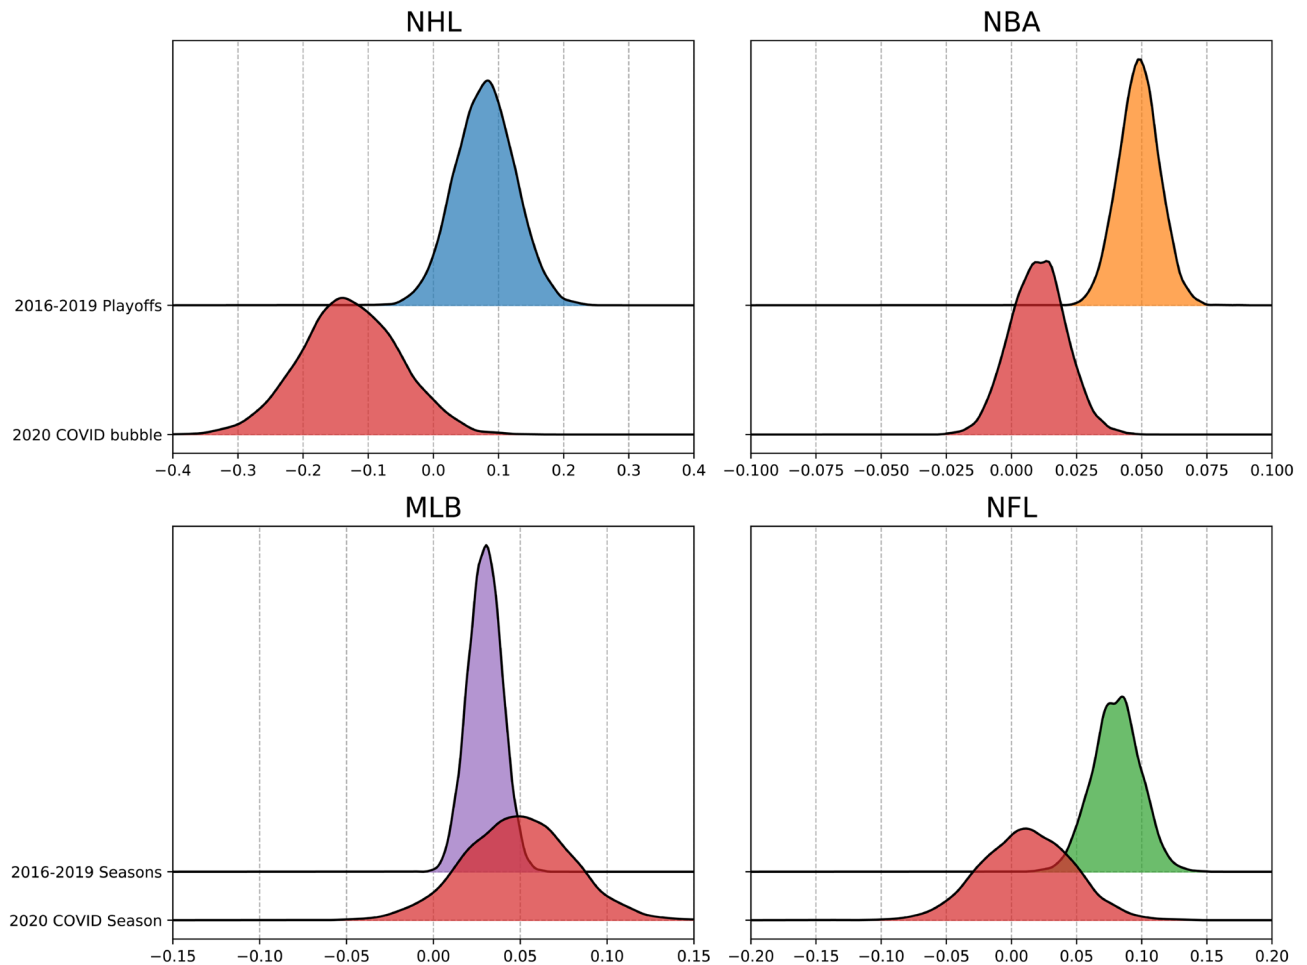 NHL
NBA
2016-2019 Playoffs
2020 COVID bubble
−0.4 −0.3 −0.2 −0.1 0.0 0.1 0.2 0.3 0.4
−0.100 −0.075 −0.050 −0.025 0.000 0.025 0.050 0.075 0.100
MLB
NFL
2016-2019 Seasons
2020 COVID Season
−0.15 −0.10 −0.05 0.00 0.05 0.10 0.15
−0.20 −0.15 −0.10 −0.05 0.00 0.05 0.10 0.15 0.20